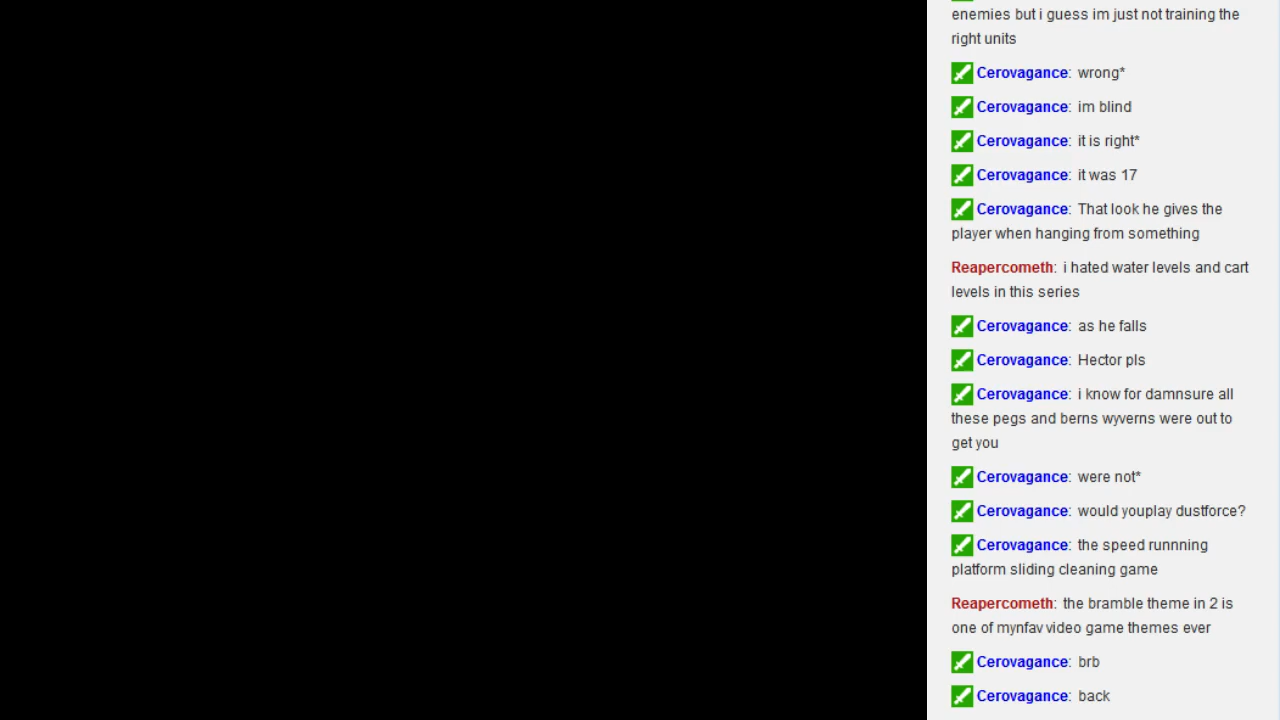 enemies but i guess im just not training the
right units
Cerovagance: wrong*
Cerovagance: im blind
Cerovagance: it is right*
Cerovagance: it was 17
Cerovagance: That look he gives the
player when hanging from something
Reapercometh: i hated water levels and cart
levels in this series
Cerovagance: as he falls
Cerovagance: Hector pls
Cerovagance: i know for damnsure all
these pegs and berns wyverns were out to
get you
Cerovagance: were not*
Cerovagance: would youplay dustforce?
Cerovagance: the speed runnning
platform sliding cleaning game
Reapercometh: the bramble theme in 2 is
one of mynfav video game themes ever
Cerovagance: brb
Cerovagance: back